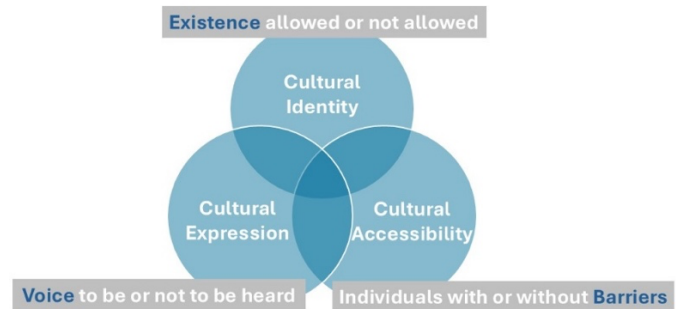 Existence allowed or not allowed
Cultural
Identity
Cultural
Expression
Cultural
Accessibility
Voice to be or not to be heard
Individuals with or without Barriers